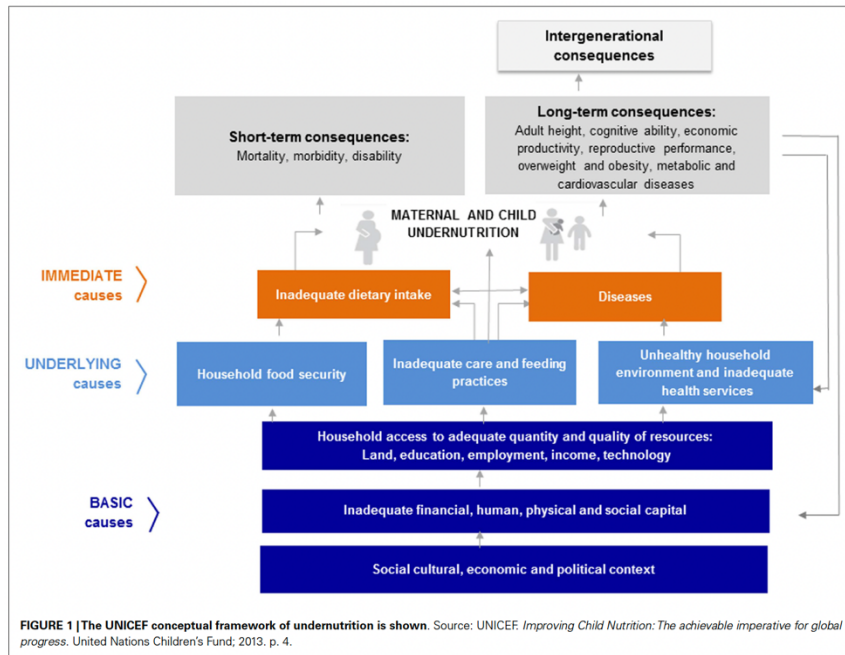 Intergenerational
consequences
Short-term consequences:
Mortality, morbidity, disability
Long-term consequences:
Adult height, cognitive ability, economic
productivity, reproductive performance,
overweight and obesity, metabolic and
cardiovascular diseases
MATERNAL AND CHILD
UNDERNUTRITION
IMMEDIATE
causes
Inadequate dietary intake
Diseases
UNDERLYING
causes
Household food security
Inadequate care and feeding
practices
Unhealthy household
environment and inadequate
health services
BASIC
causes
Household access to adequate quantity and quality of resources:
Land, education, employment, income, technology
Inadequate financial, human, physical and social capital
Social cultural, economic and political context
FIGURE 1 | The UNICEF conceptual framework of undernutrition is shown. Source: UNICEF. Improving Child Nutrition: The achievable imperative for global
progress. United Nations Children's Fund; 2013. p. 4.